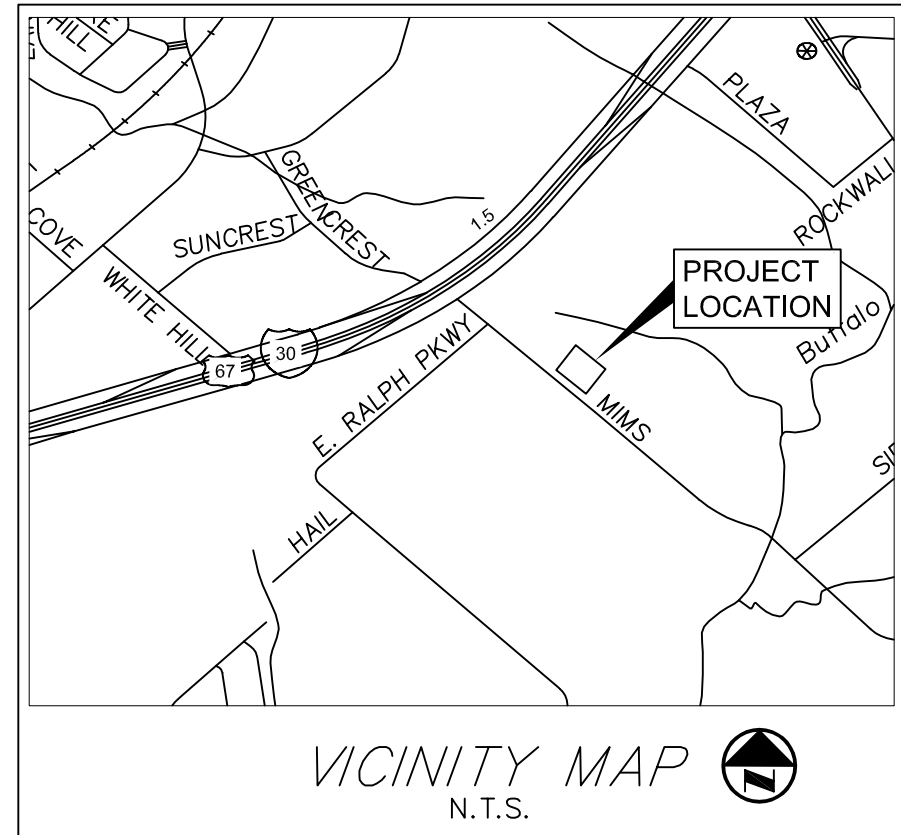 HILL
PLAZA
GREENCREST
1.5
ROCKWALL
COVE
SUNCREST
PROJECT
LOCATION
WHITE HILL
Buffalo
30
67
E. RALPH PKWY
MIMS
HAIL
VICINITY MAP
N.T.S.
N